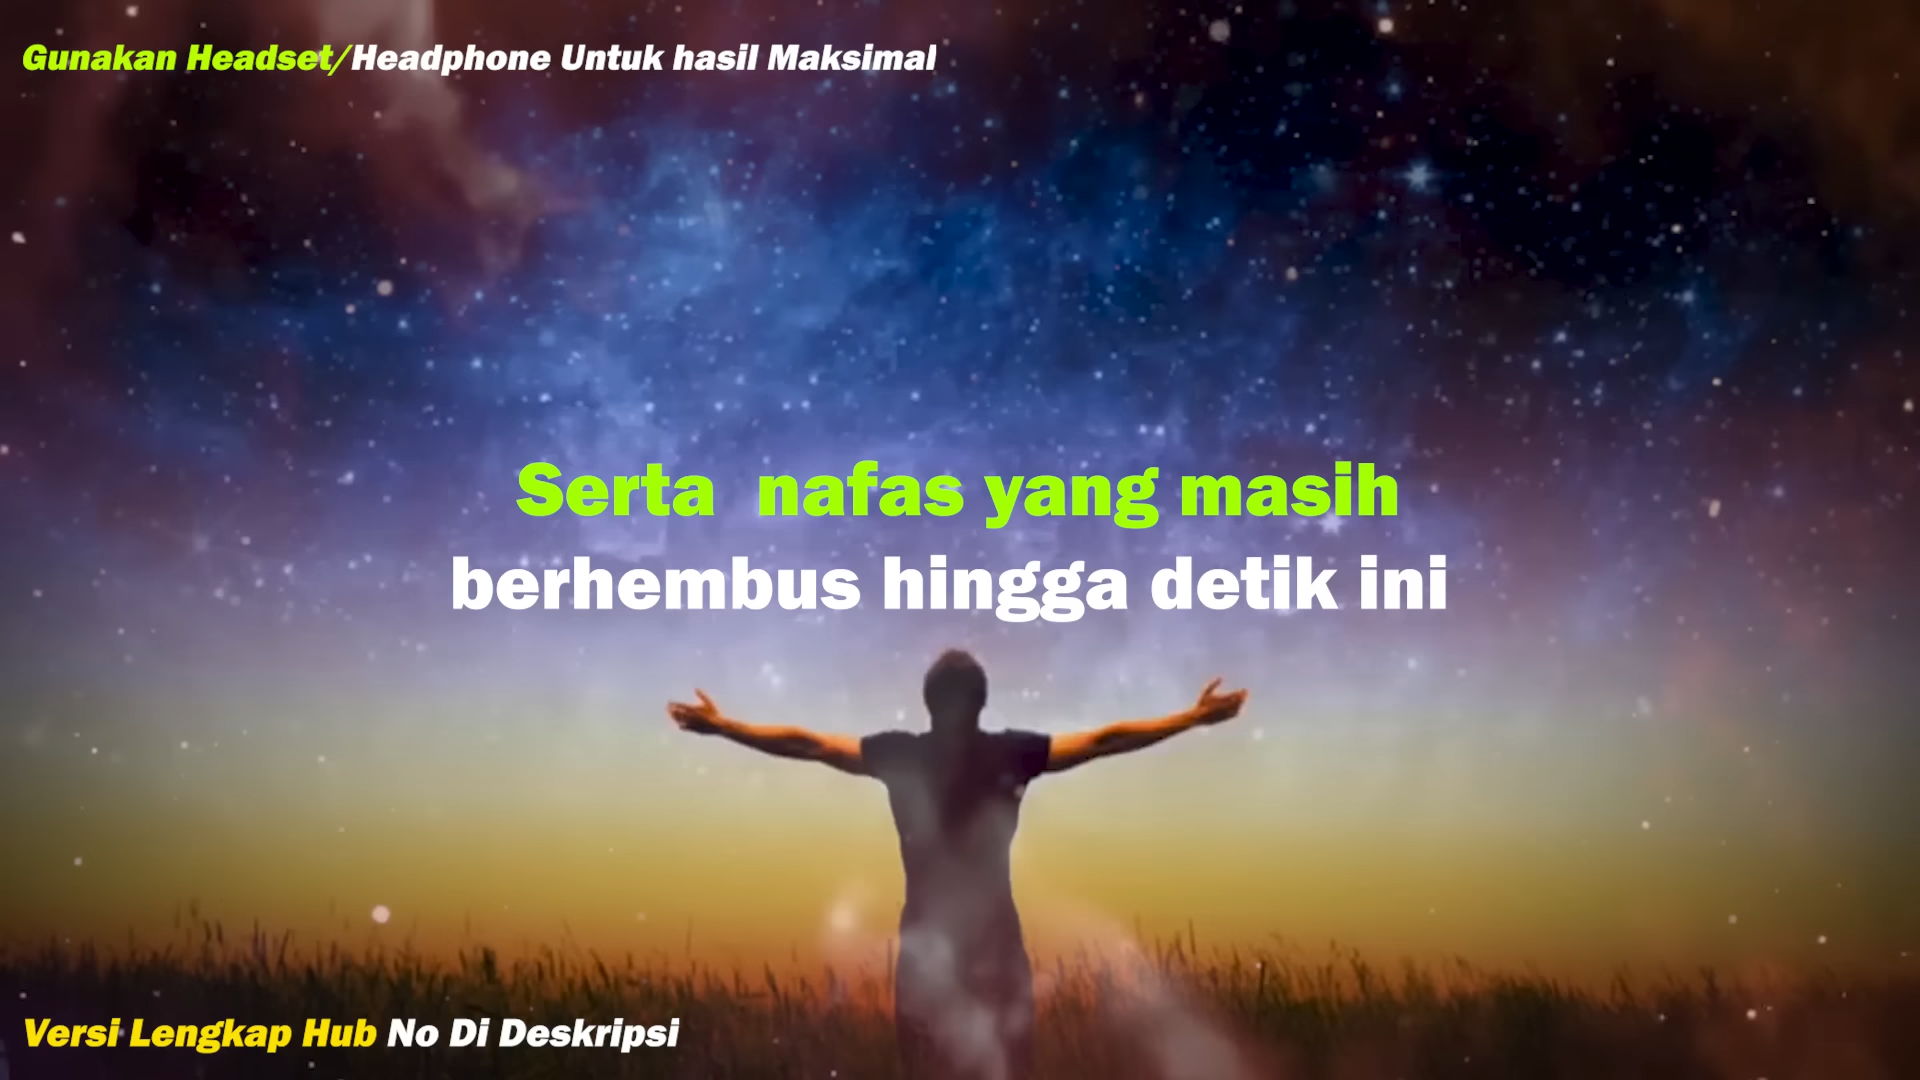 Gunakan Headset/Headphone Untuk hasil Maksimal
Serta nafas yang masih
berhembus hingga detik ini
Versi Lengkap Hub No Di Deskripsi